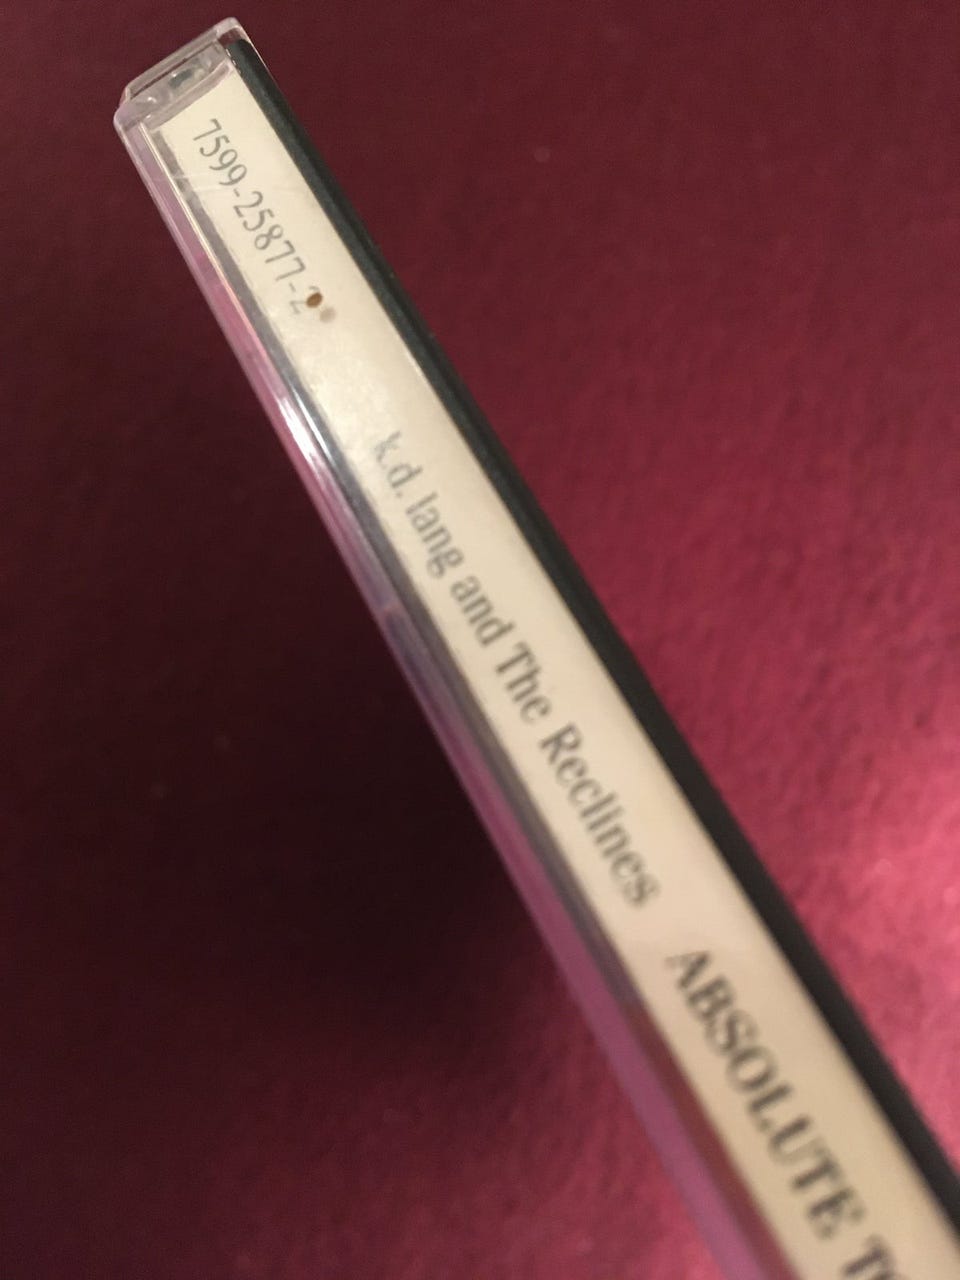 7599-25877-2 k.d. lang and The Reclines ABSOLUTE